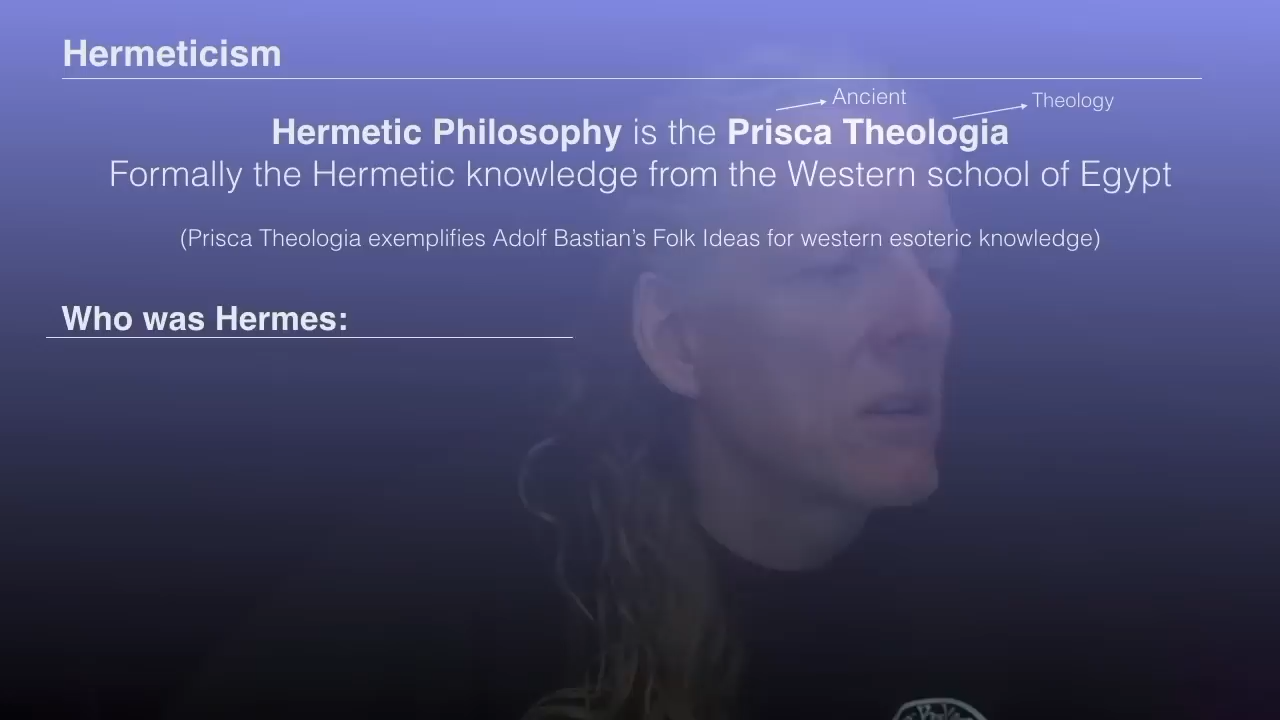 Hermeticism
Ancient
Theology
Hermetic Philosophy is the Prisca Theologia
Formally the Hermetic knowledge from the Western school of Egypt
(Prisca Theologia exemplifies Adolf Bastian’s Folk Ideas for western esoteric knowledge)
Who was Hermes: